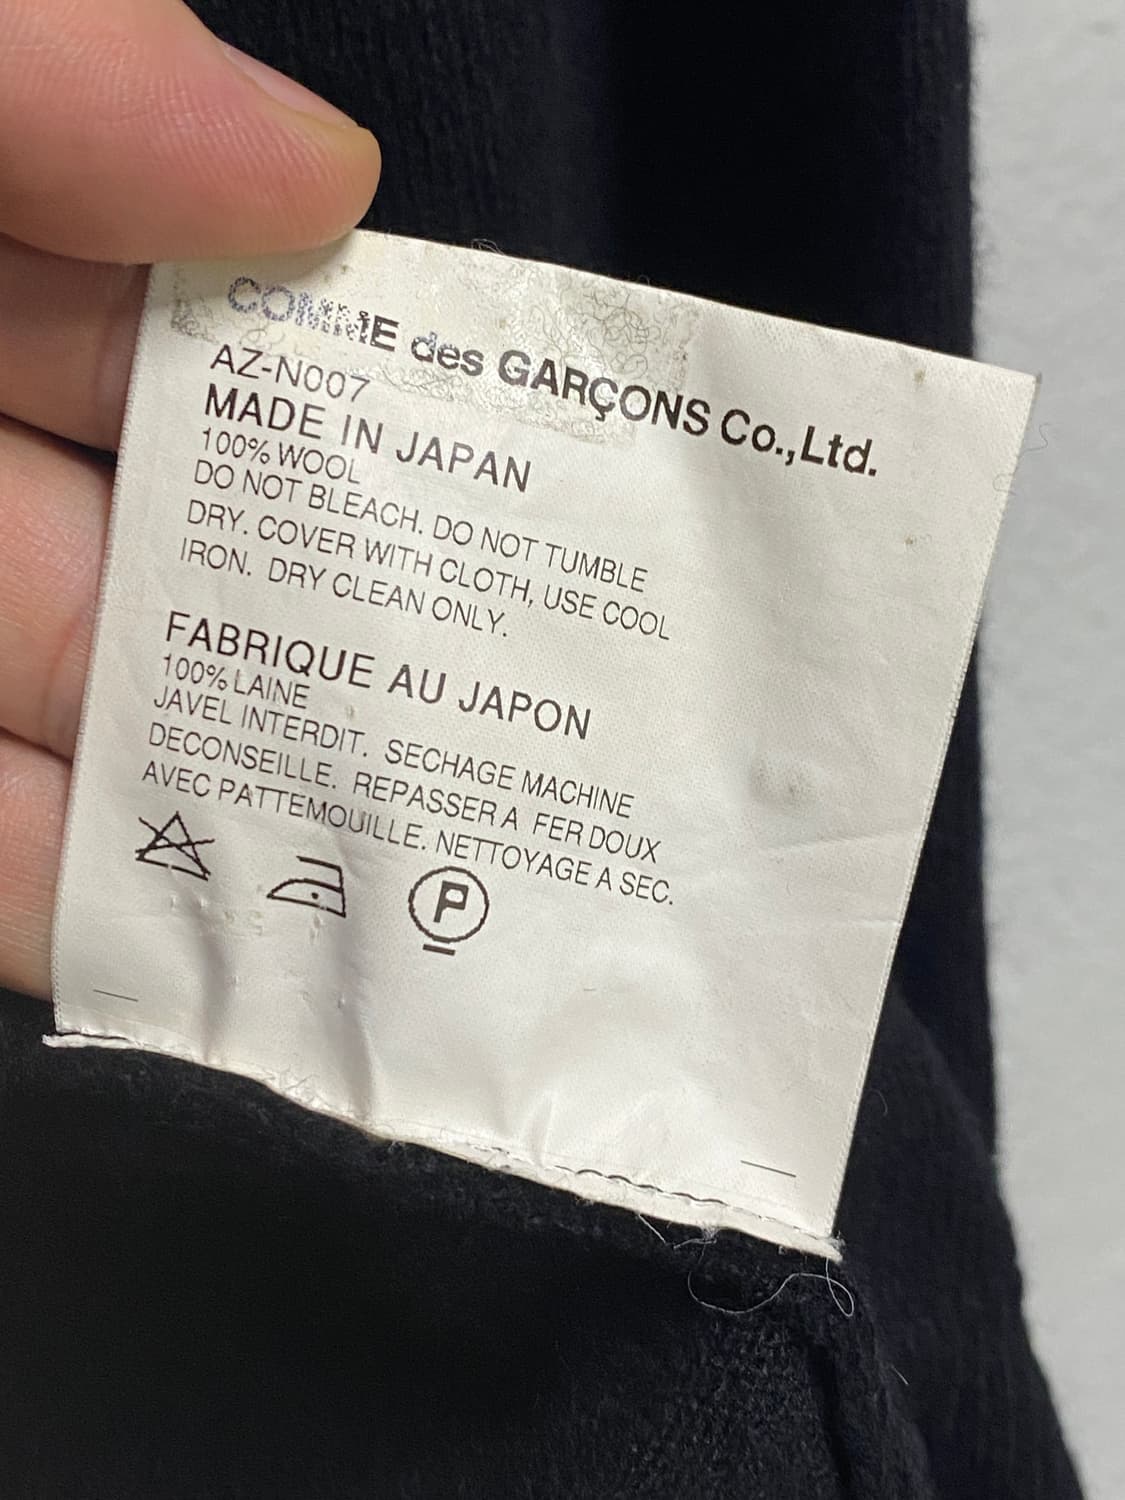 COMME des GARÇONS Co.,Ltd.
AZ-N007
MADE IN JAPAN
100% WOOL
DO NOT BLEACH. DO NOT TUMBLE
DRY. COVER WITH CLOTH, USE COOL
IRON. DRY CLEAN ONLY.
FABRIQUE AU JAPON
100% LAINE
JAVEL INTERDIT. SECHAGE MACHINE
DECONSEILLE. REPASSER A FER DOUX
AVEC PATTEMOUILLE. NETTOYAGE A SEC.
P